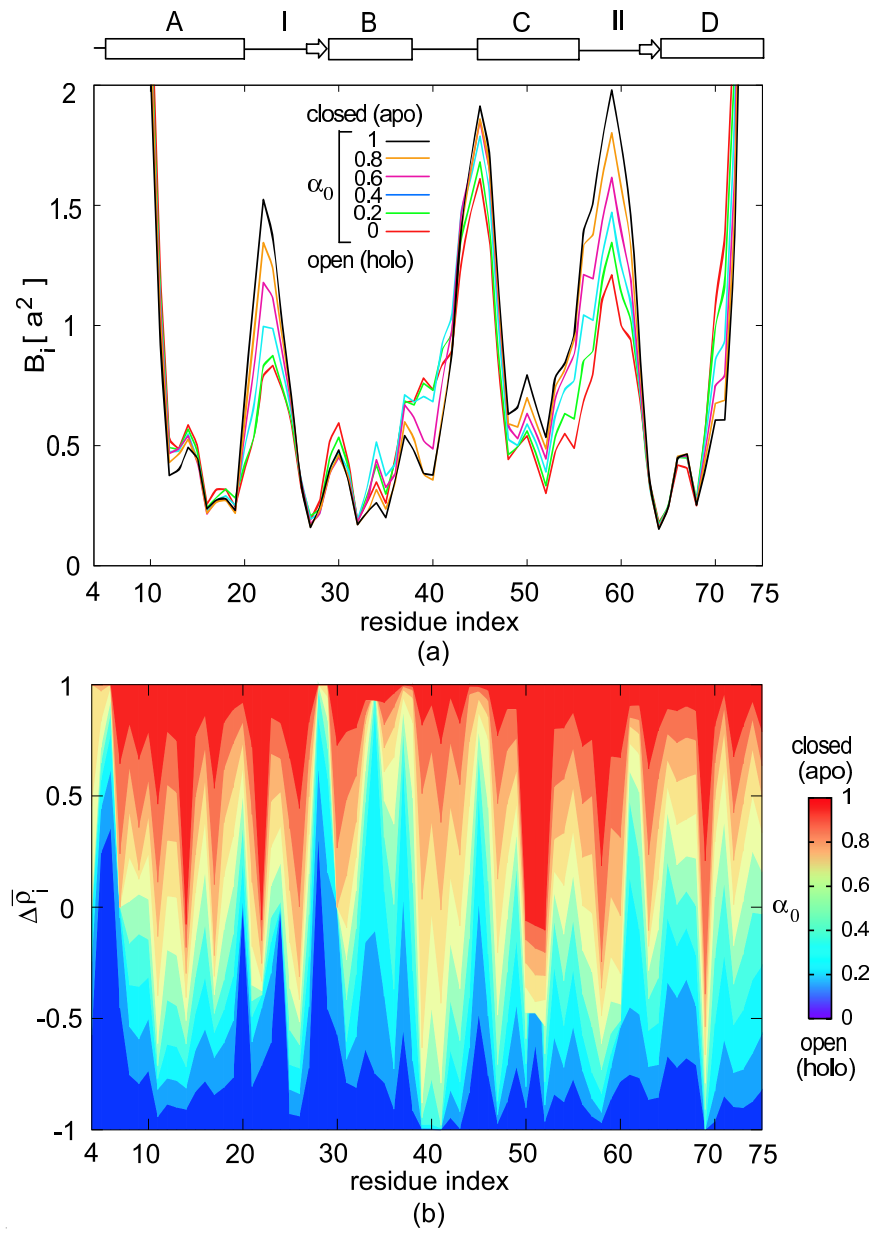 A I B C II D
2
1.5
1
0.5
0
B_i [ a^2 ]
closed (apo)
α_0
1
0.8
0.6
0.4
0.2
0
open (holo)
4 10 20 30 40 50 60 70 75
residue index
(a)
1
0.5
0
-0.5
-1
Δρ̅_i
4 10 20 30 40 50 60 70 75
residue index
(b)
closed
(apo)
α_0
1
0.8
0.6
0.4
0.2
0
open
(holo)